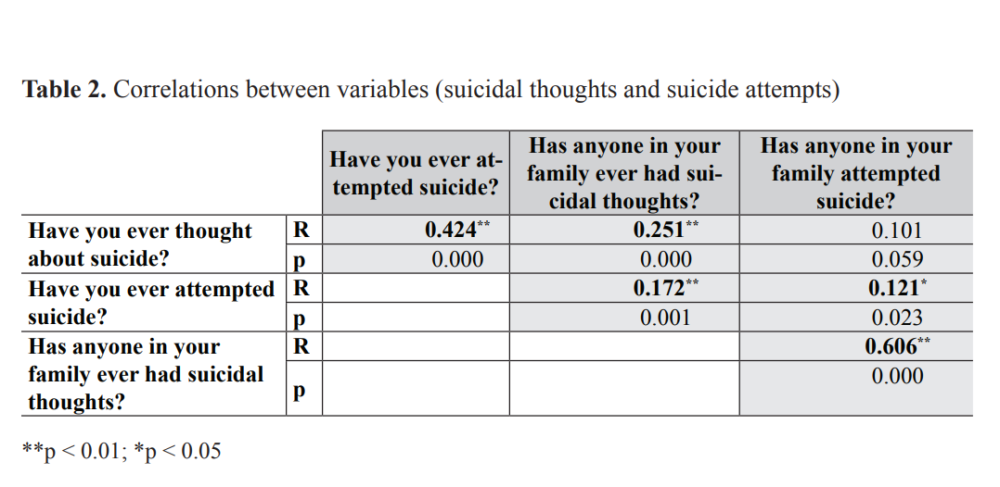 Table 2. Correlations between variables (suicidal thoughts and suicide attempts)
Have you ever at-
tempted suicide?
Has anyone in your
family ever had sui-
cidal thoughts?
Has anyone in your
family attempted
suicide?
Have you ever thought
about suicide?
R 0.424** 0.251** 0.101
p 0.000 0.000 0.059
Have you ever attempted
suicide?
R 0.172** 0.121*
p 0.001 0.023
Has anyone in your
family ever had suicidal
thoughts?
R 0.606**
p 0.000
**p < 0.01; *p < 0.05